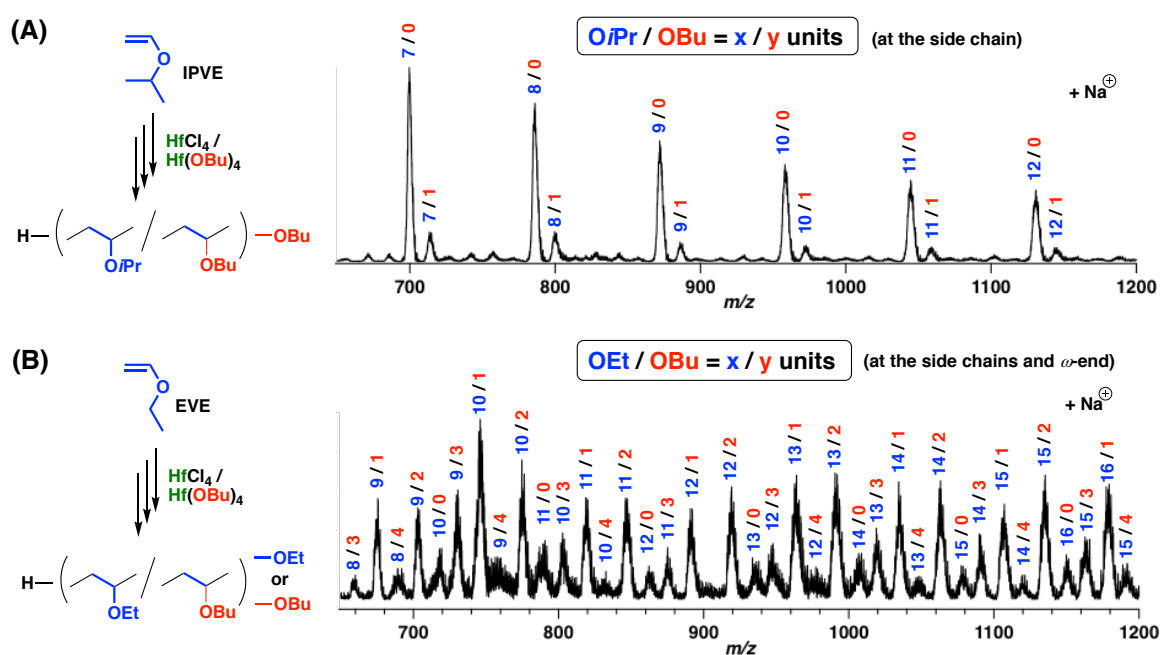 (A)
IPVE
O
HfCl4 /
Hf(OBu)4
H
OiPr
OBu
OBu
OiPr / OBu = x / y units (at the side chain)
+ Na⊕
7 / 0
7 / 1
8 / 0
8 / 1
9 / 0
9 / 1
10 / 0
10 / 1
11 / 0
11 / 1
12 / 0
12 / 1
700 800 900 1000 1100 1200
m/z
(B)
EVE
O
HfCl4 /
Hf(OBu)4
H
OEt
OBu
OEt
or
OBu
OEt / OBu = x / y units (at the side chains and ω-end)
+ Na⊕
8 / 3
9 / 1
8 / 4
9 / 2
10 / 0
9 / 3
10 / 1
9 / 4
10 / 2
11 / 0
10 / 3
11 / 1
10 / 4
11 / 2
12 / 0
11 / 3
12 / 1
12 / 2
13 / 0
12 / 3
13 / 1
12 / 4
13 / 2
14 / 0
13 / 3
14 / 1
13 / 4
14 / 2
15 / 0
14 / 3
15 / 1
14 / 4
15 / 2
16 / 0
15 / 3
16 / 1
15 / 4
700 800 900 1000 1100 1200
m/z